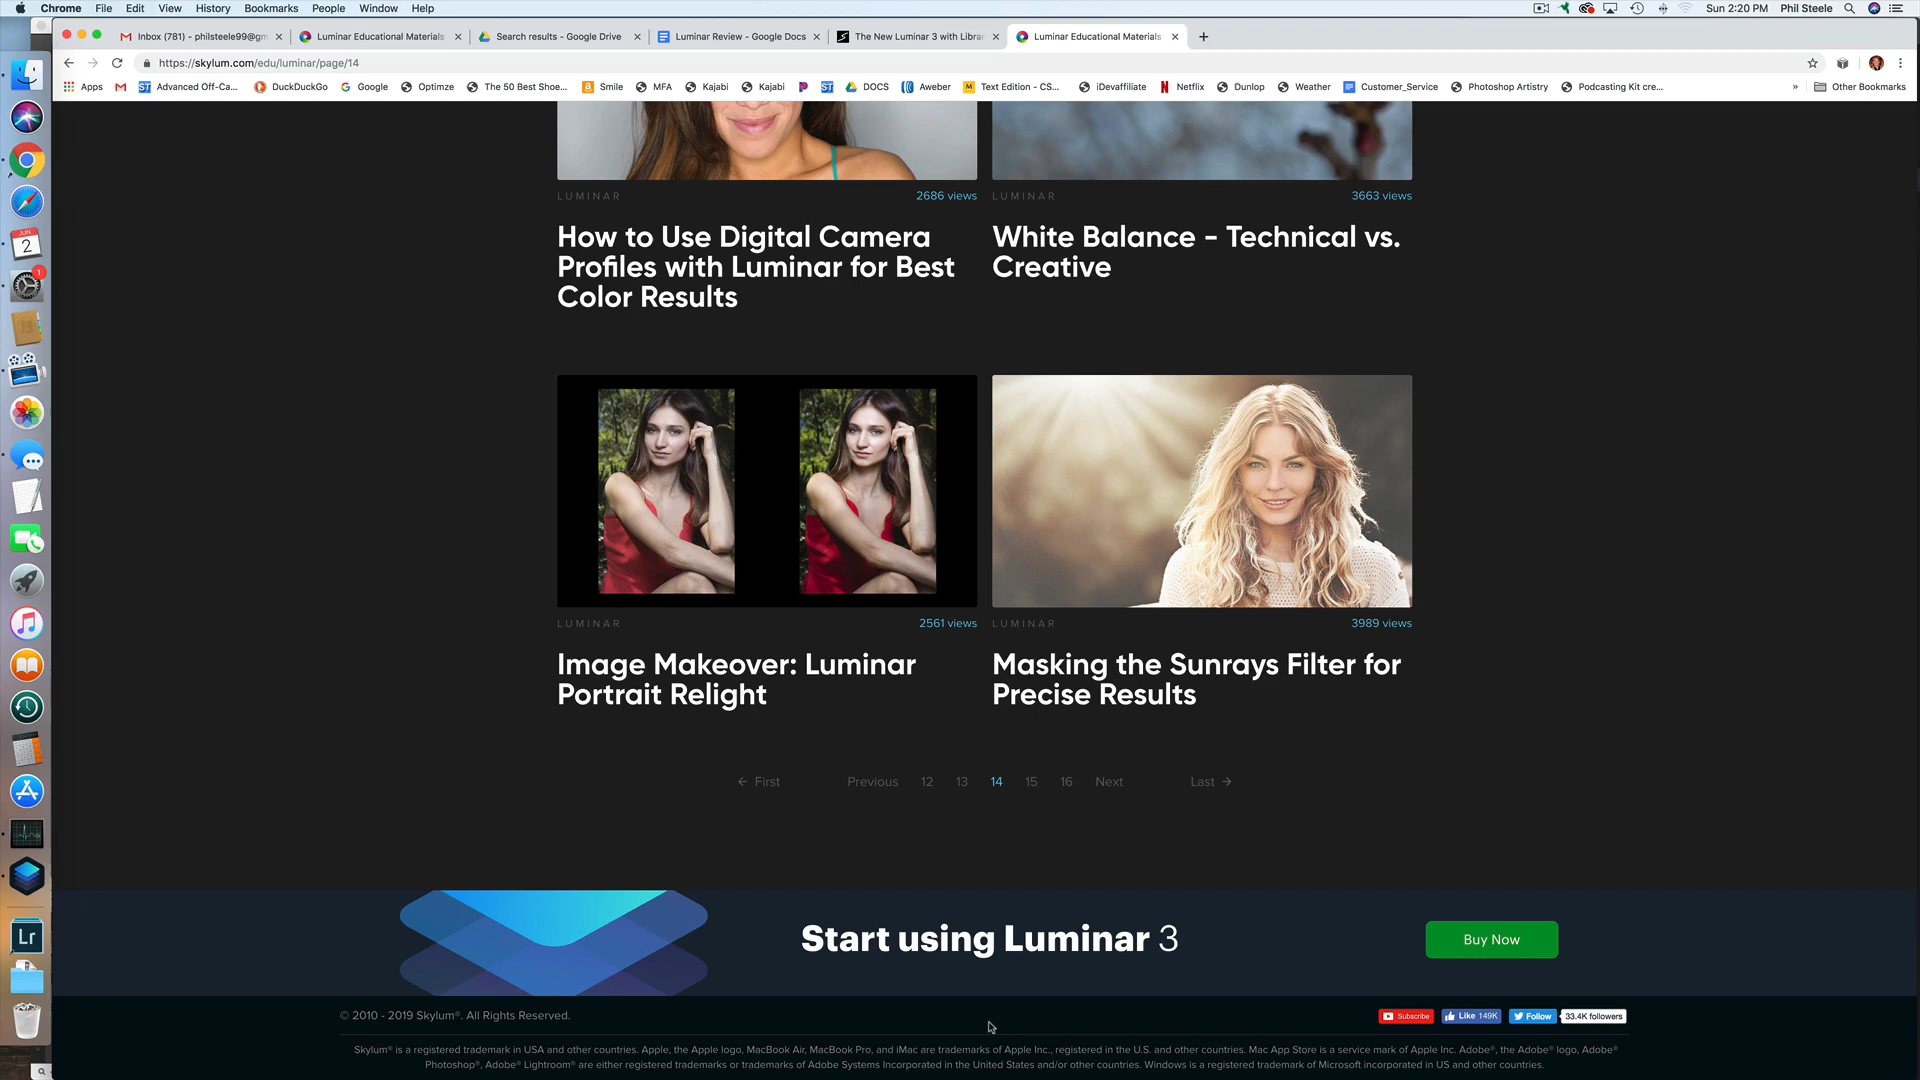 Chrome File Edit View History Bookmarks People Window Help Sun 2:20 PM Phil Steele
Inbox (781) - philsteele99@gm Luminar Educational Materials Search results - Google Drive Luminar Review - Google Docs The New Luminar 3 with Librar Luminar Educational Materials
https://skylum.com/edu/luminar/page/14
Apps Advanced Off-Ca... DuckDuckGo Google Optimze The 50 Best Shoe... Smile MFA Kajabi Kajabi DOCS Aweber Text Edition - CS... iDevaffiliate Netflix Dunlop Weather Customer_Service Photoshop Artistry Podcasting Kit cre... » Other Bookmarks
LUMINAR 2686 views
How to Use Digital Camera
Profiles with Luminar for Best
Color Results
LUMINAR 3663 views
White Balance - Technical vs.
Creative
LUMINAR 2561 views
Image Makeover: Luminar
Portrait Relight
LUMINAR 3989 views
Masking the Sunrays Filter for
Precise Results
← First Previous 12 13 14 15 16 Next Last →
Start using Luminar 3
Buy Now
© 2010 - 2019 Skylum®. All Rights Reserved.
Subscribe Like 149K Follow 33.4K followers
Skylum® is a registered trademark in USA and other countries. Apple, the Apple logo, MacBook Air, MacBook Pro, and iMac are trademarks of Apple Inc., registered in the U.S. and other countries. Mac App Store is a service mark of Apple Inc. Adobe®, the Adobe® logo, Adobe®
Photoshop®, Adobe® Lightroom® are either registered trademarks or trademarks of Adobe Systems Incorporated in the United States and/or other countries. Windows is a registered trademark of Microsoft incorporated in US and other countries.
JUN
2
1
Lr